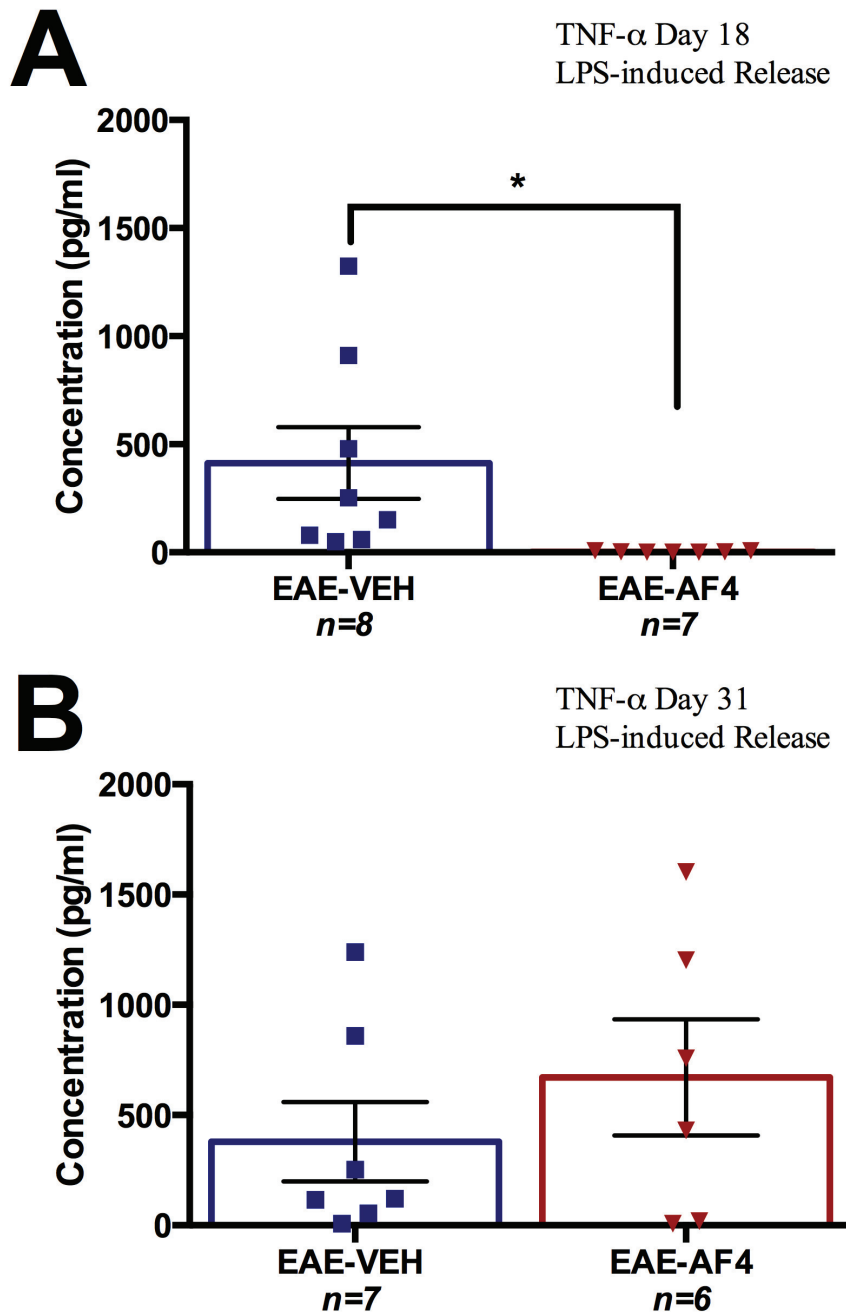 A
TNF-α Day 18
LPS-induced Release
Concentration (pg/ml)
2000
1500
1000
500
0
*
EAE-VEH
n=8
EAE-AF4
n=7
B
TNF-α Day 31
LPS-induced Release
Concentration (pg/ml)
2000
1500
1000
500
0
EAE-VEH
n=7
EAE-AF4
n=6